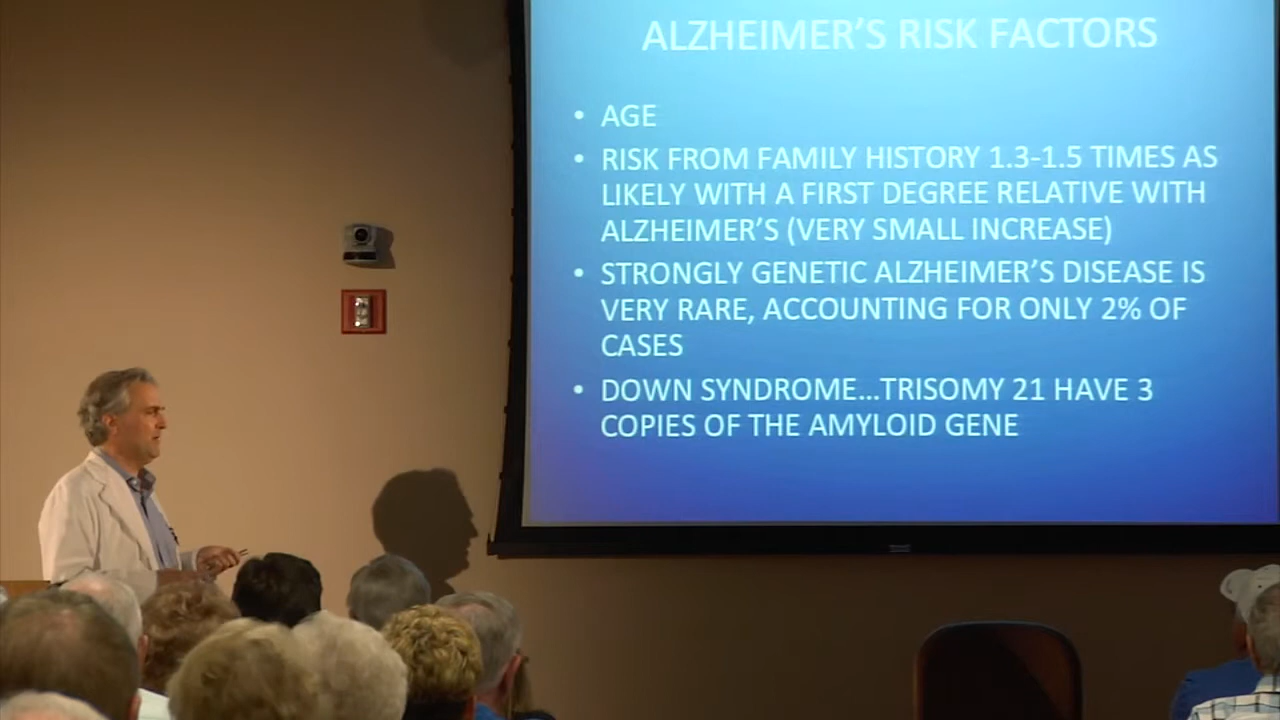 ALZHEIMER'S RISK FACTORS
• AGE
• RISK FROM FAMILY HISTORY 1.3-1.5 TIMES AS
LIKELY WITH A FIRST DEGREE RELATIVE WITH
ALZHEIMER'S (VERY SMALL INCREASE)
• STRONGLY GENETIC ALZHEIMER'S DISEASE IS
VERY RARE, ACCOUNTING FOR ONLY 2% OF
CASES
• DOWN SYNDROME...TRISOMY 21 HAVE 3
COPIES OF THE AMYLOID GENE